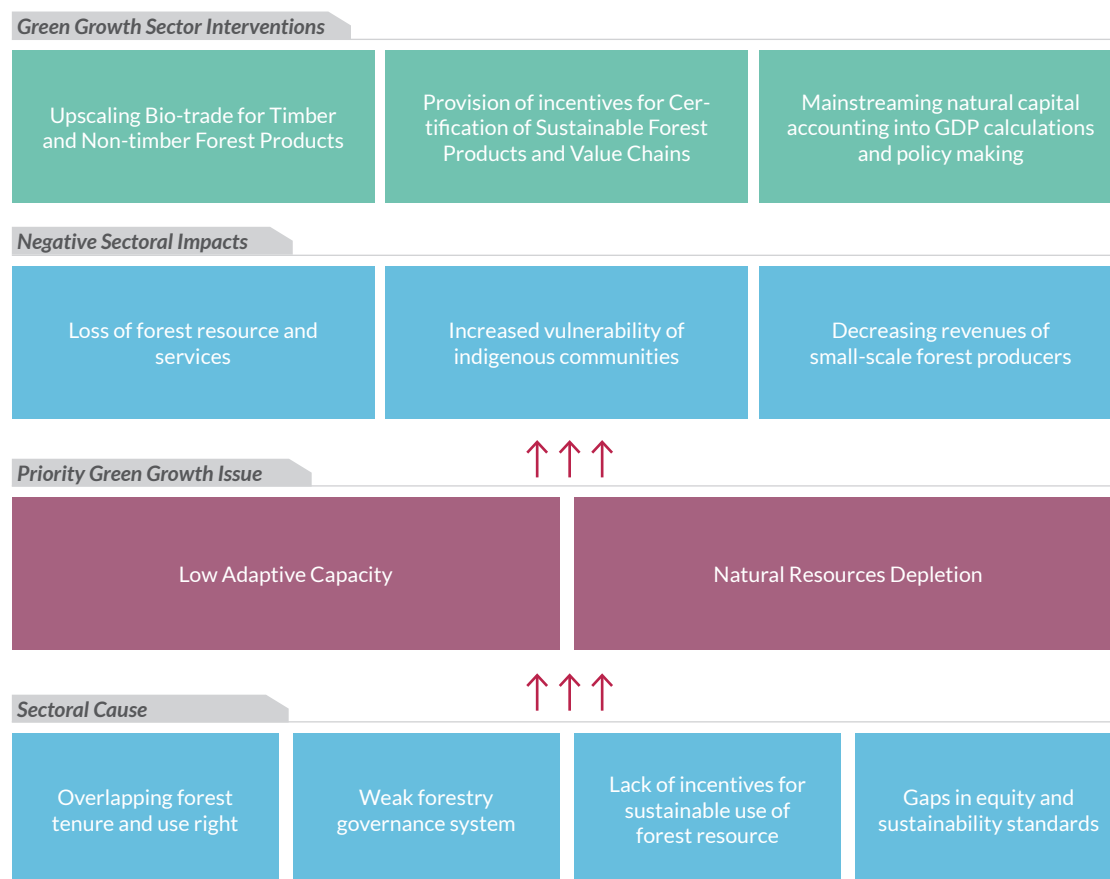 Green Growth Sector Interventions
Upscaling Bio-trade for Timber
and Non-timber Forest Products
Provision of incentives for Cer-
tification of Sustainable Forest
Products and Value Chains
Mainstreaming natural capital
accounting into GDP calculations
and policy making
Negative Sectoral Impacts
Loss of forest resource and
services
Increased vulnerability of
indigenous communities
Decreasing revenues of
small-scale forest producers
Priority Green Growth Issue
Low Adaptive Capacity
Natural Resources Depletion
Sectoral Cause
Overlapping forest
tenure and use right
Weak forestry
governance system
Lack of incentives for
sustainable use of
forest resource
Gaps in equity and
sustainability standards